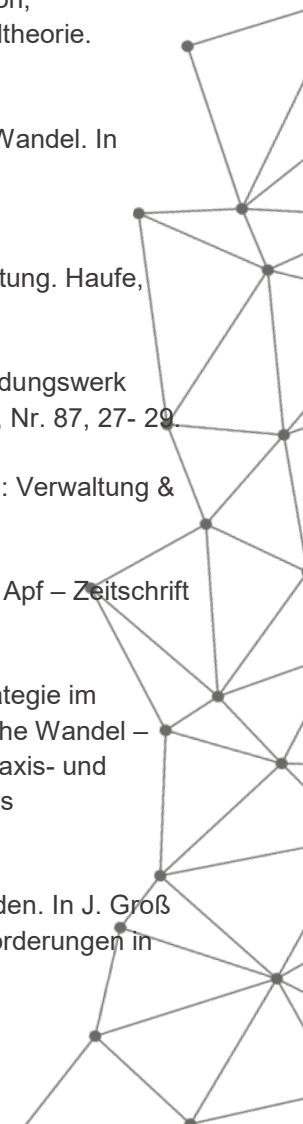 on,
ltheorie.
Wandel. In
tung. Haufe,
dungswerk
, Nr. 87, 27- 29.
: Verwaltung &
Apf – Zeitschrift
ategie im
he Wandel –
axis- und
s
den. In J. Groß
orderungen in